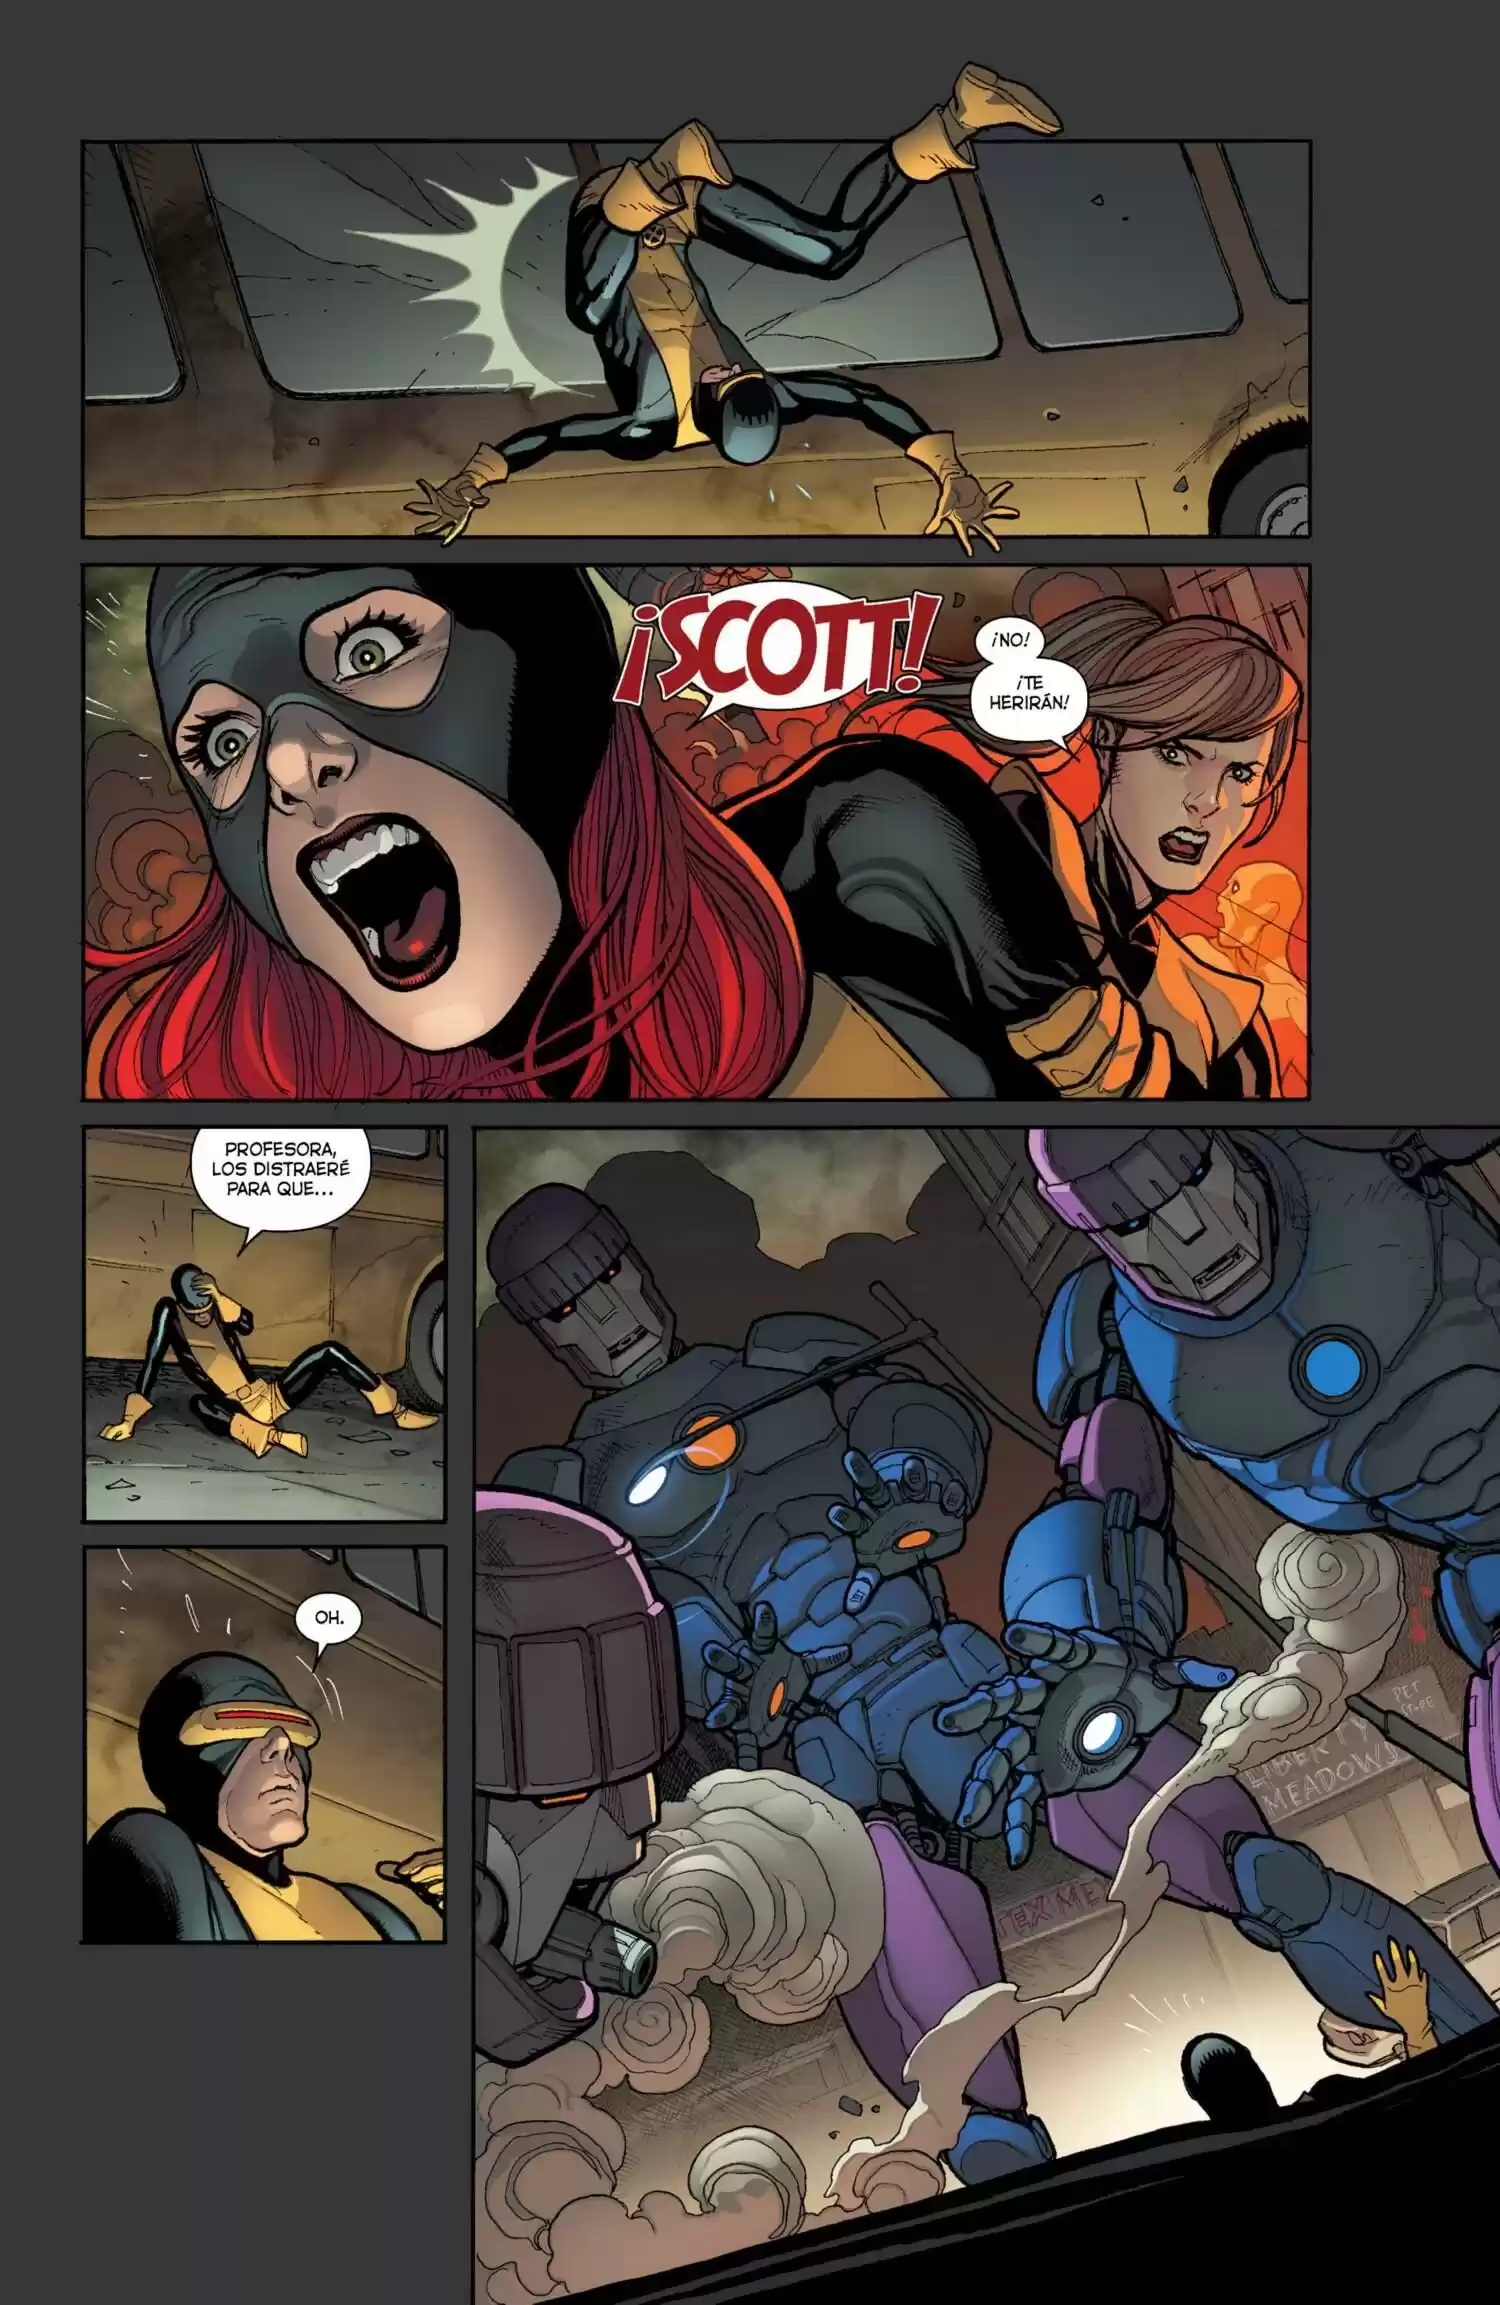 ¡SCOTT!
¡NO!
¡TE
HERIRÁN!
PROFESORA,
LOS DISTRAERÉ
PARA QUE...
OH.
PET
LIBERTY
MEADOWS
TEX ME